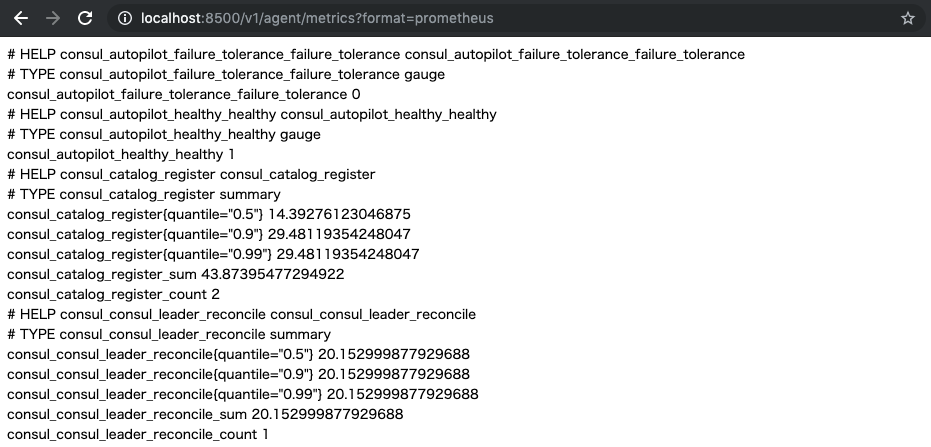 localhost:8500/v1/agent/metrics?format=prometheus
# HELP consul_autopilot_failure_tolerance_failure_tolerance consul_autopilot_failure_tolerance_failure_tolerance
# TYPE consul_autopilot_failure_tolerance_failure_tolerance gauge
consul_autopilot_failure_tolerance_failure_tolerance 0
# HELP consul_autopilot_healthy_healthy consul_autopilot_healthy_healthy
# TYPE consul_autopilot_healthy_healthy gauge
consul_autopilot_healthy_healthy 1
# HELP consul_catalog_register consul_catalog_register
# TYPE consul_catalog_register summary
consul_catalog_register{quantile="0.5"} 14.39276123046875
consul_catalog_register{quantile="0.9"} 29.48119354248047
consul_catalog_register{quantile="0.99"} 29.48119354248047
consul_catalog_register_sum 43.87395477294922
consul_catalog_register_count 2
# HELP consul_consul_leader_reconcile consul_consul_leader_reconcile
# TYPE consul_consul_leader_reconcile summary
consul_consul_leader_reconcile{quantile="0.5"} 20.152999877929688
consul_consul_leader_reconcile{quantile="0.9"} 20.152999877929688
consul_consul_leader_reconcile{quantile="0.99"} 20.152999877929688
consul_consul_leader_reconcile_sum 20.152999877929688
consul_consul_leader_reconcile_count 1